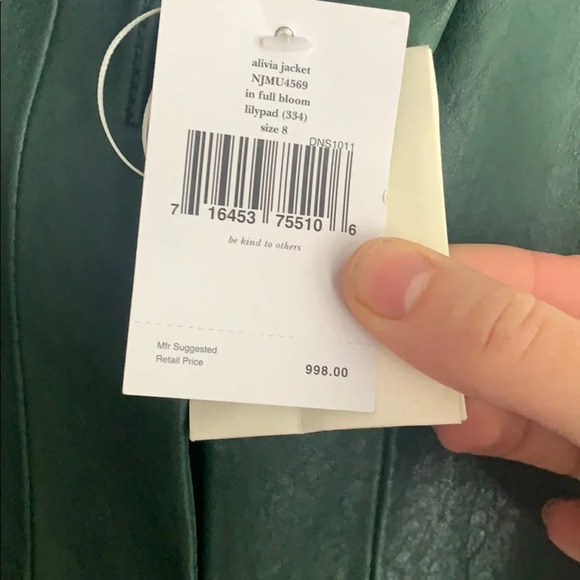 alivia jacket
NJMU4569
in full bloom
lilypad (334)
size 8
DNS1011
7 16453 75510 6
be kind to others
Mfr Suggested
Retail Price
998.00